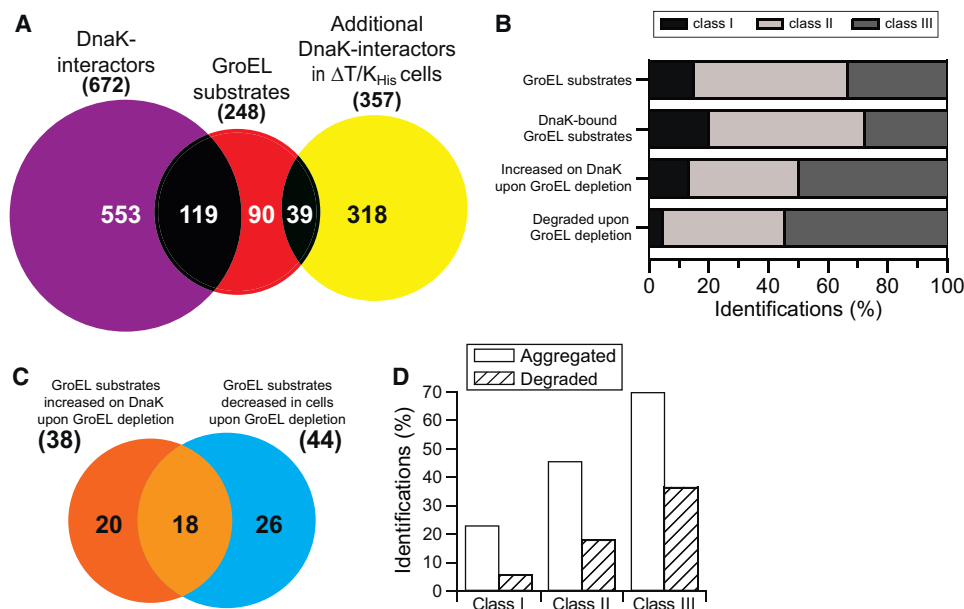 A
DnaK-
interactors
(672)
GroEL
substrates
(248)
Additional
DnaK-interactors
in ΔT/KHis cells
(357)
553
119
90
39
318
B
class I
class II
class III
GroEL substrates
DnaK-bound
GroEL substrates
Increased on DnaK
upon GroEL depletion
Degraded upon
GroEL depletion
0
20
40
60
80
100
Identifications (%)
C
GroEL substrates
increased on DnaK
upon GroEL depletion
(38)
GroEL substrates
decreased in cells
upon GroEL depletion
(44)
20
18
26
D
Aggregated
Degraded
70
60
50
40
30
20
10
0
Identifications (%)
Class I
Class II
Class III